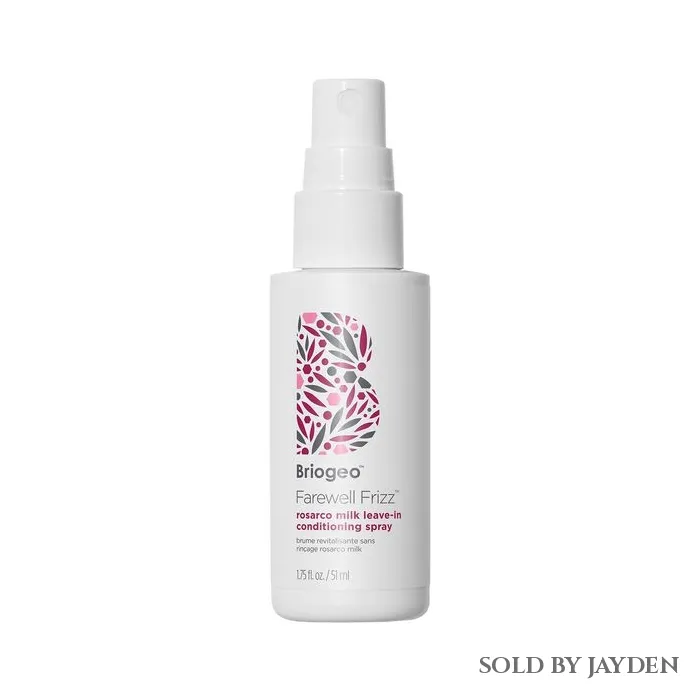 Briogeo™
Farewell Frizz™
rosarco milk leave-in
conditioning spray
brume revitalisante sans
rinçage rosarco milk
1.75 fl. oz. / 51 ml
SOLD BY JAYDEN